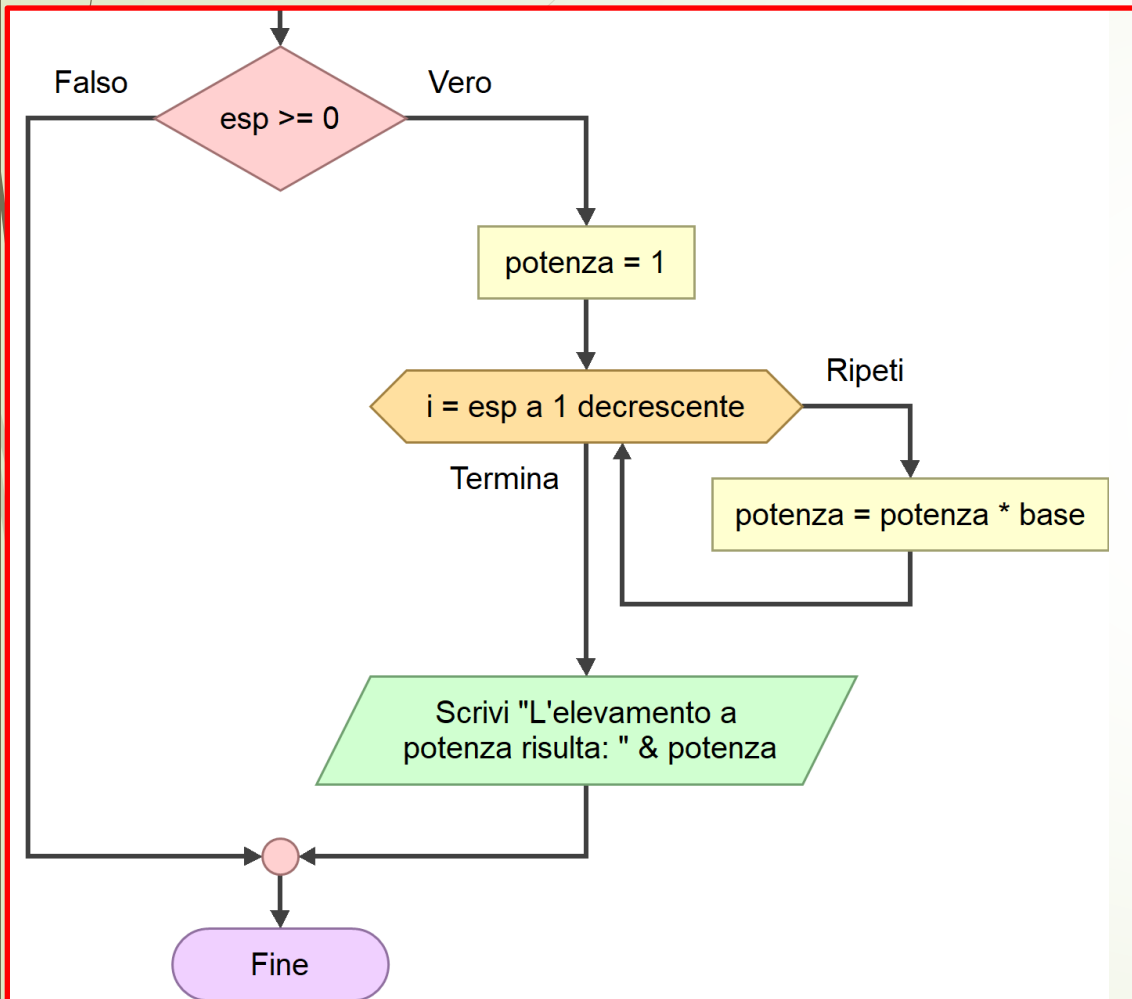 Falso
Vero
esp >= 0
potenza = 1
Ripeti
i = esp a 1 decrescente
Termina
potenza = potenza * base
Scrivi "L'elevamento a
potenza risulta: " & potenza
Fine